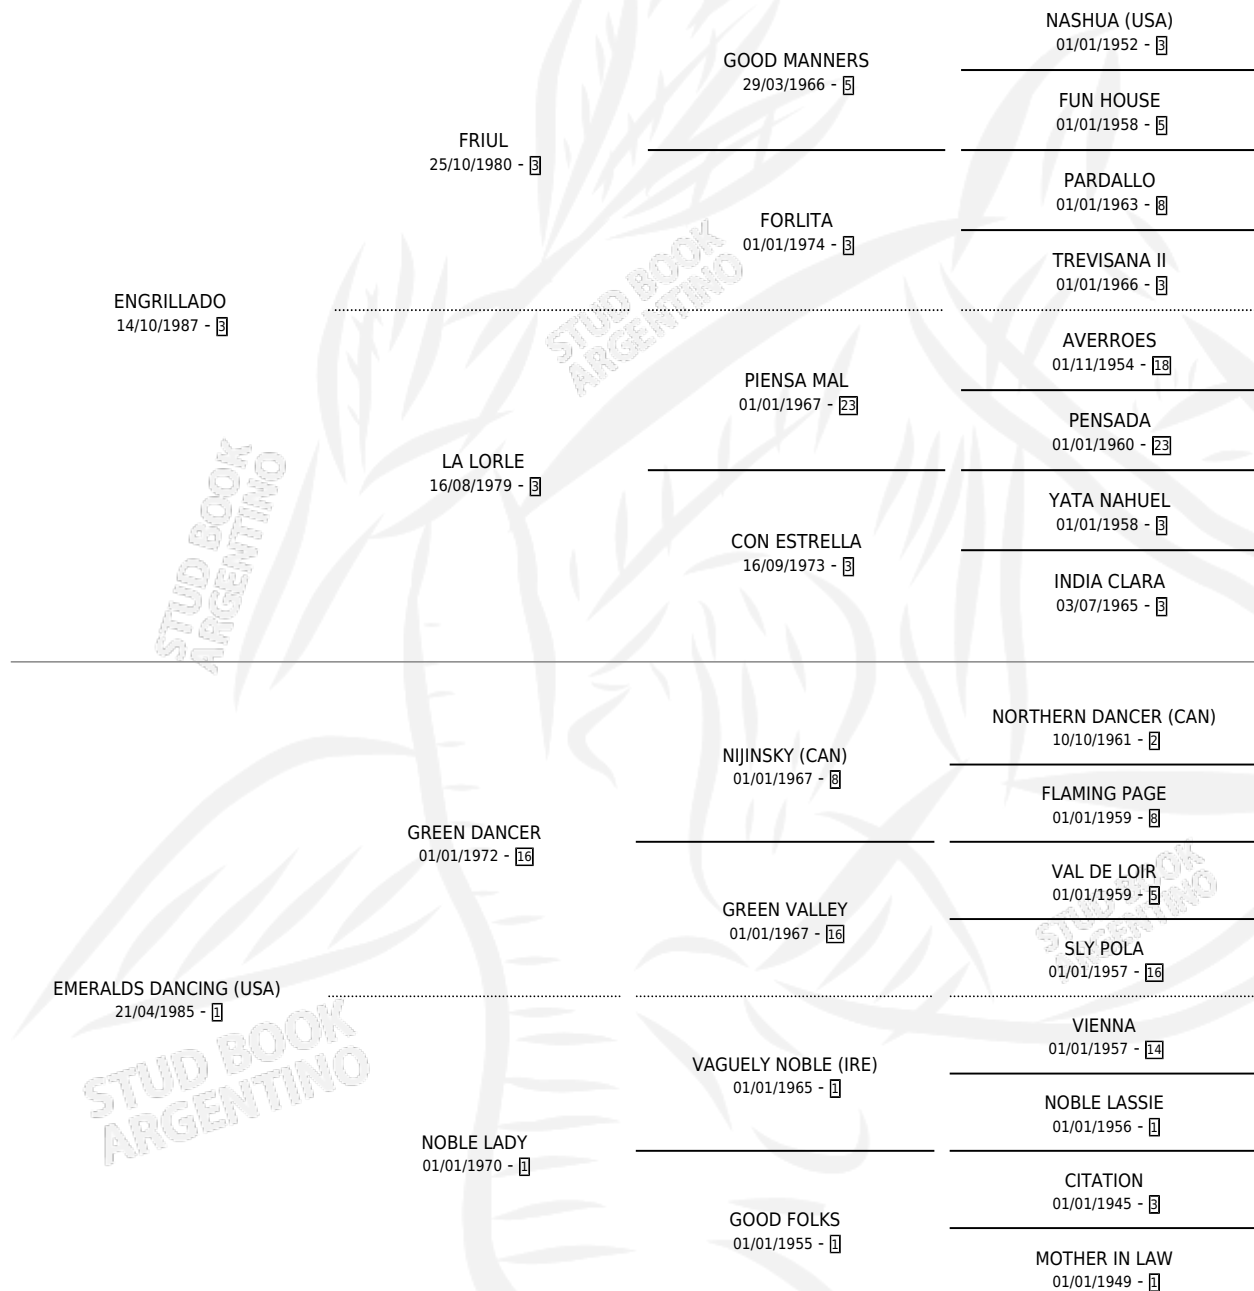 NASHUA (USA)
01/01/1952 - 3
GOOD MANNERS
29/03/1966 - 5
FUN HOUSE
01/01/1958 - 5
FRIUL
25/10/1980 - 3
PARDALLO
01/01/1963 - 8
FORLITA
01/01/1974 - 3
TREVISANA II
01/01/1966 - 3
ENGRILLADO
14/10/1987 - 3
STUD BOOK
ARGENTINO
AVERROES
01/11/1954 - 18
PIENSA MAL
01/01/1967 - 23
PENSADA
01/01/1960 - 23
LA LORLE
16/08/1979 - 3
YATA NAHUEL
01/01/1958 - 3
CON ESTRELLA
16/09/1973 - 3
INDIA CLARA
03/07/1965 - 3
STUD BOOK
ARGENTINO
NORTHERN DANCER (CAN)
10/10/1961 - 2
NIJINSKY (CAN)
01/01/1967 - 8
FLAMING PAGE
01/01/1959 - 8
GREEN DANCER
01/01/1972 - 16
VAL DE LOIR
01/01/1959 - 5
GREEN VALLEY
01/01/1967 - 16
STUD BOOK
ARGENTINO
SLY POLA
01/01/1957 - 16
EMERALDS DANCING (USA)
21/04/1985 - 1
STUD BOOK
ARGENTINO
VIENNA
01/01/1957 - 14
VAGUELY NOBLE (IRE)
01/01/1965 - 1
NOBLE LASSIE
01/01/1956 - 1
NOBLE LADY
01/01/1970 - 1
CITATION
01/01/1945 - 3
GOOD FOLKS
01/01/1955 - 1
MOTHER IN LAW
01/01/1949 - 1